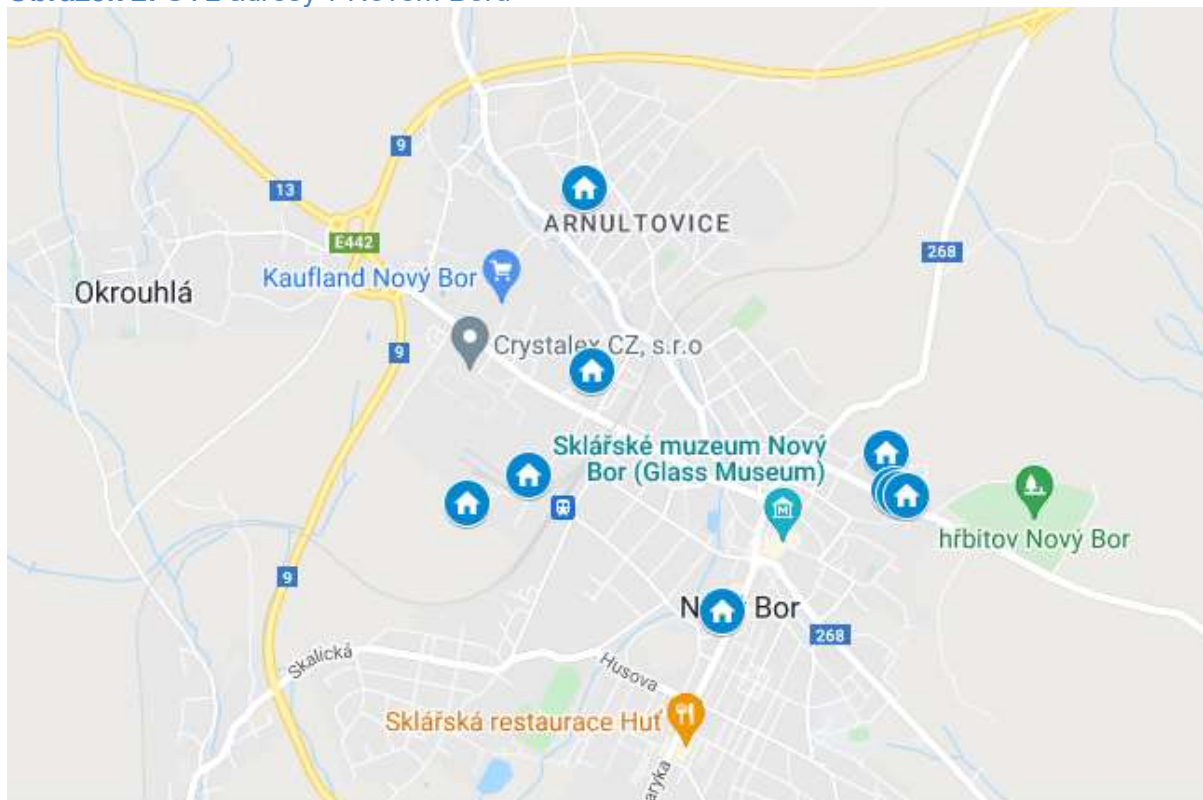 9
13
ARNULTOVICE
E442
268
Kaufland Nový Bor
Okrouhlá
Crystalex CZ, s.r.o
9
Sklářské muzeum Nový
Bor (Glass Museum)
M
hřbitov Nový Bor
9
N Bor
268
Skalická
Husova
Sklářská restaurace Huť
aryka